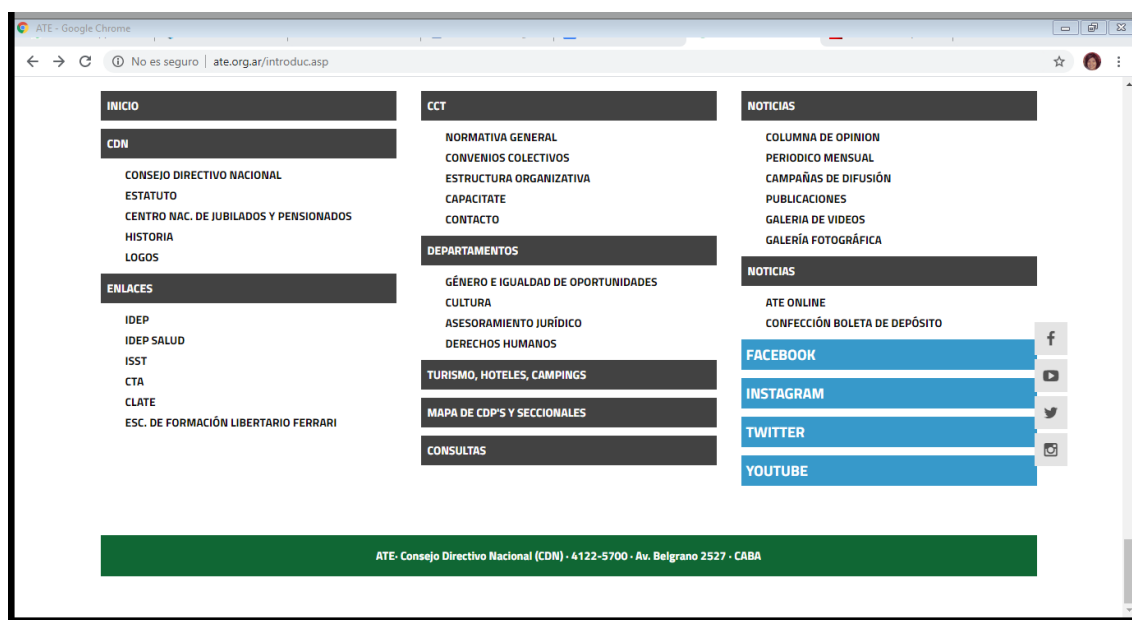 ATE - Google Chrome
No es seguro | ate.org.ar/introduc.asp
INICIO
CDN
CONSEJO DIRECTIVO NACIONAL
ESTATUTO
CENTRO NAC. DE JUBILADOS Y PENSIONADOS
HISTORIA
LOGOS
ENLACES
IDEP
IDEP SALUD
ISST
CTA
CLATE
ESC. DE FORMACIÓN LIBERTARIO FERRARI
CCT
NORMATIVA GENERAL
CONVENIOS COLECTIVOS
ESTRUCTURA ORGANIZATIVA
CAPACITATE
CONTACTO
DEPARTAMENTOS
GÉNERO E IGUALDAD DE OPORTUNIDADES
CULTURA
ASESORAMIENTO JURÍDICO
DERECHOS HUMANOS
TURISMO, HOTELES, CAMPINGS
MAPA DE CDP'S Y SECCIONALES
CONSULTAS
NOTICIAS
COLUMNA DE OPINION
PERIODICO MENSUAL
CAMPAÑAS DE DIFUSIÓN
PUBLICACIONES
GALERIA DE VIDEOS
GALERÍA FOTOGRÁFICA
NOTICIAS
ATE ONLINE
CONFECCIÓN BOLETA DE DEPÓSITO
FACEBOOK
INSTAGRAM
TWITTER
YOUTUBE
ATE· Consejo Directivo Nacional (CDN) · 4122-5700 · Av. Belgrano 2527 · CABA